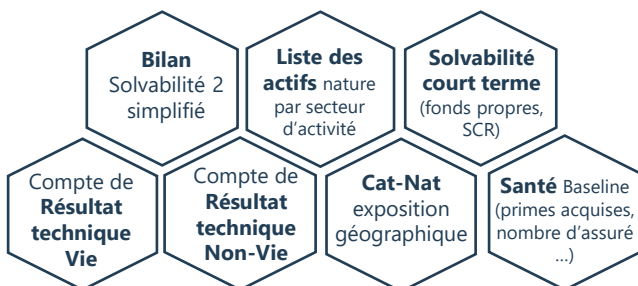 Bilan
Solvabilité 2
simplifié
Liste des
actifs nature
par secteur
d'activité
Solvabilité
court terme
(fonds propres,
SCR)
Compte de
Résultat
technique
Vie
Compte de
Résultat
technique
Non-Vie
Cat-Nat
exposition
géographique
Santé Baseline
(primes acquises,
nombre d'assuré
...)